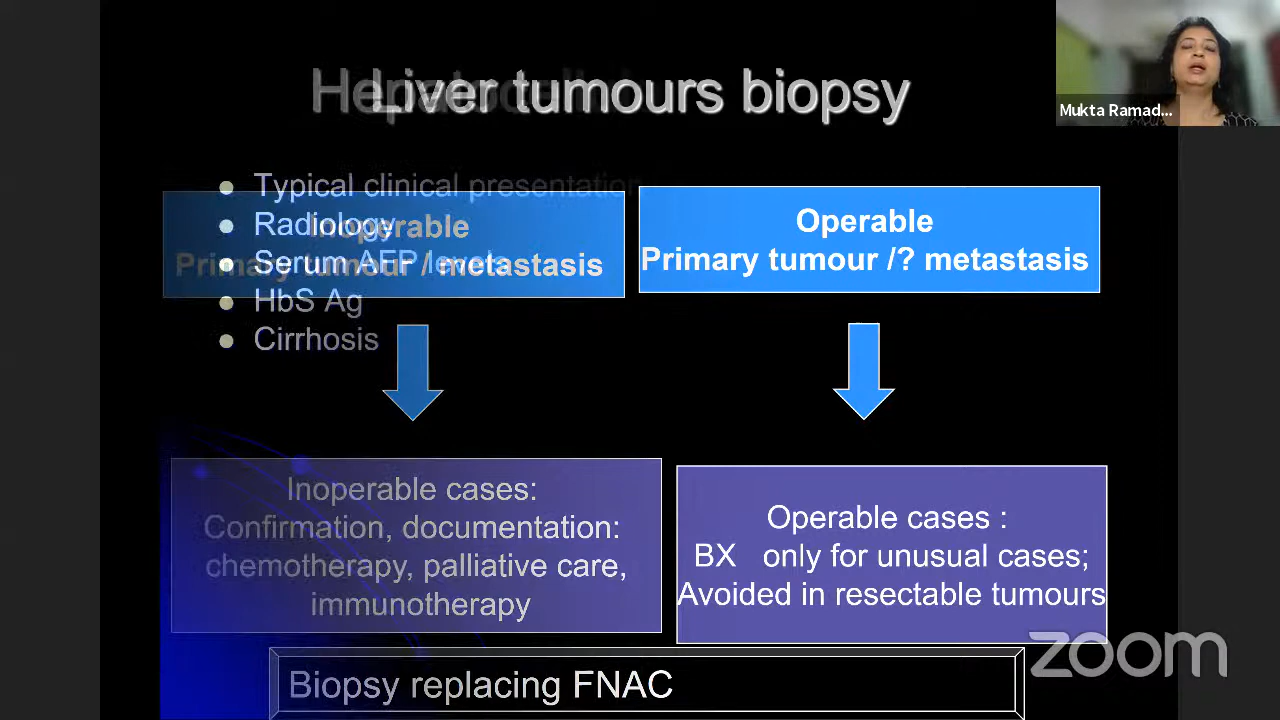 Liver tumours biopsy
Mukta Ramad...
Typical clinical presentation
Radiology
Serum AFP levels
HbS Ag
Cirrhosis
Inoperable
Primary tumour / metastasis
Operable
Primary tumour /? metastasis
Inoperable cases:
Confirmation, documentation:
chemotherapy, palliative care,
immunotherapy
Operable cases :
BX only for unusual cases;
Avoided in resectable tumours
Biopsy replacing FNAC
zoom